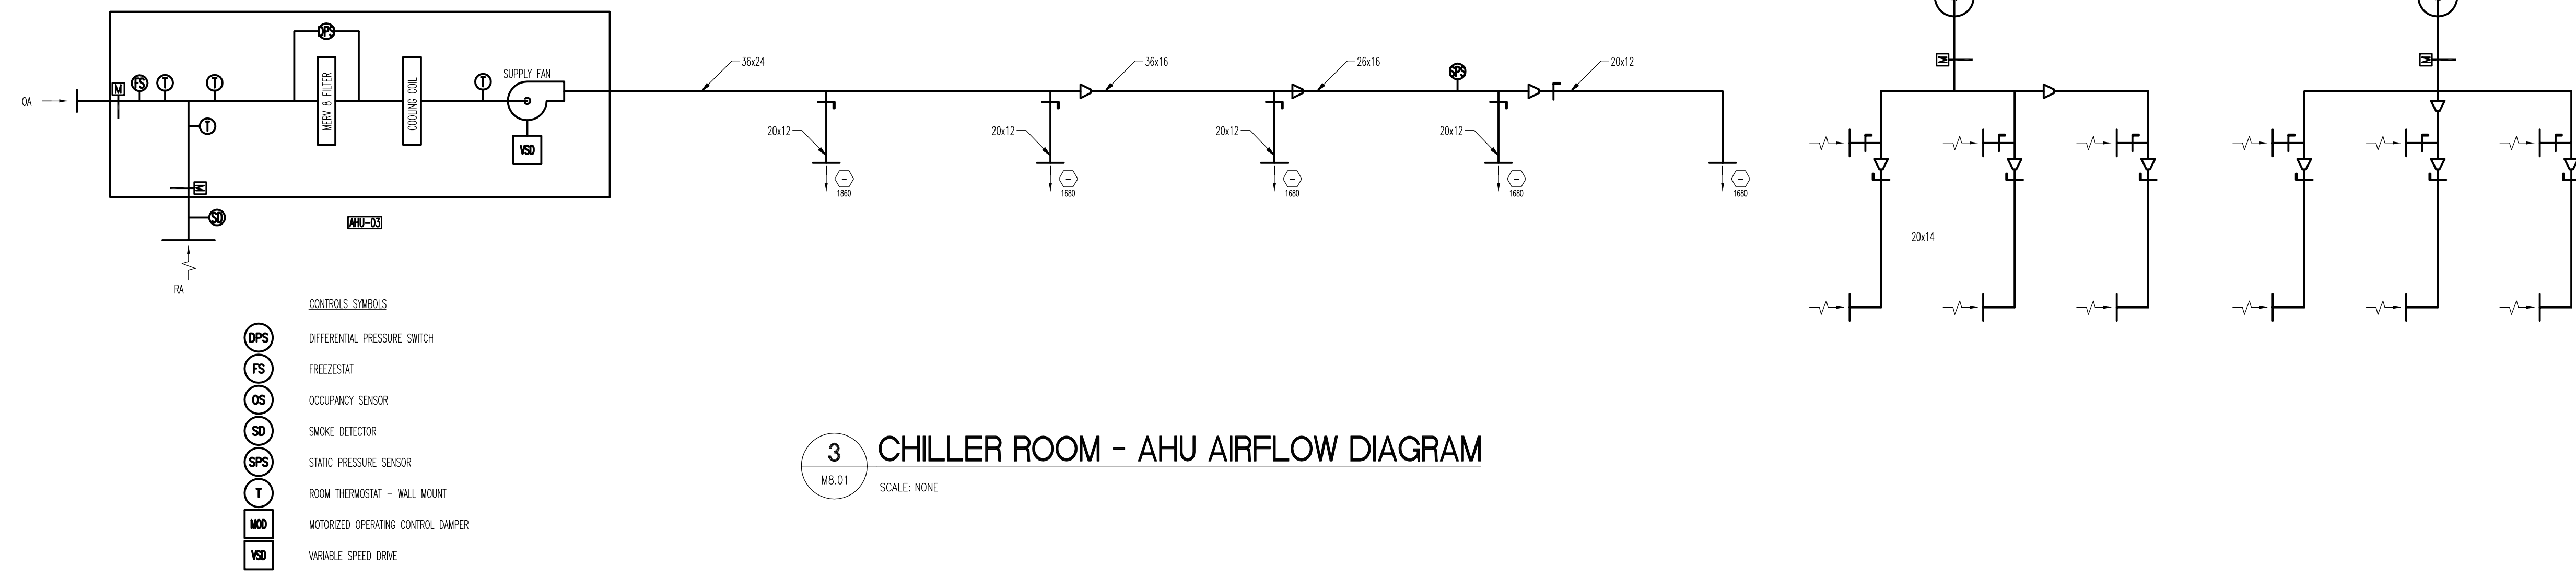 DPS
FS
T
T
M
T
SUPPLY FAN
MERV 8 FILTER
COOLING COIL
OA
T
VSD
M
SD
AHU-03
RA
36x24
36x16
26x16
SPS
20x12
20x12
20x12
20x12
20x12
-
1860
-
1680
-
1680
-
1680
-
1680
M
M
20x14
CONTROLS SYMBOLS
DPS DIFFERENTIAL PRESSURE SWITCH
FS FREEZESTAT
OS OCCUPANCY SENSOR
SD SMOKE DETECTOR
SPS STATIC PRESSURE SENSOR
T ROOM THERMOSTAT - WALL MOUNT
MOD MOTORIZED OPERATING CONTROL DAMPER
VSD VARIABLE SPEED DRIVE
3 CHILLER ROOM - AHU AIRFLOW DIAGRAM
M8.01 SCALE: NONE